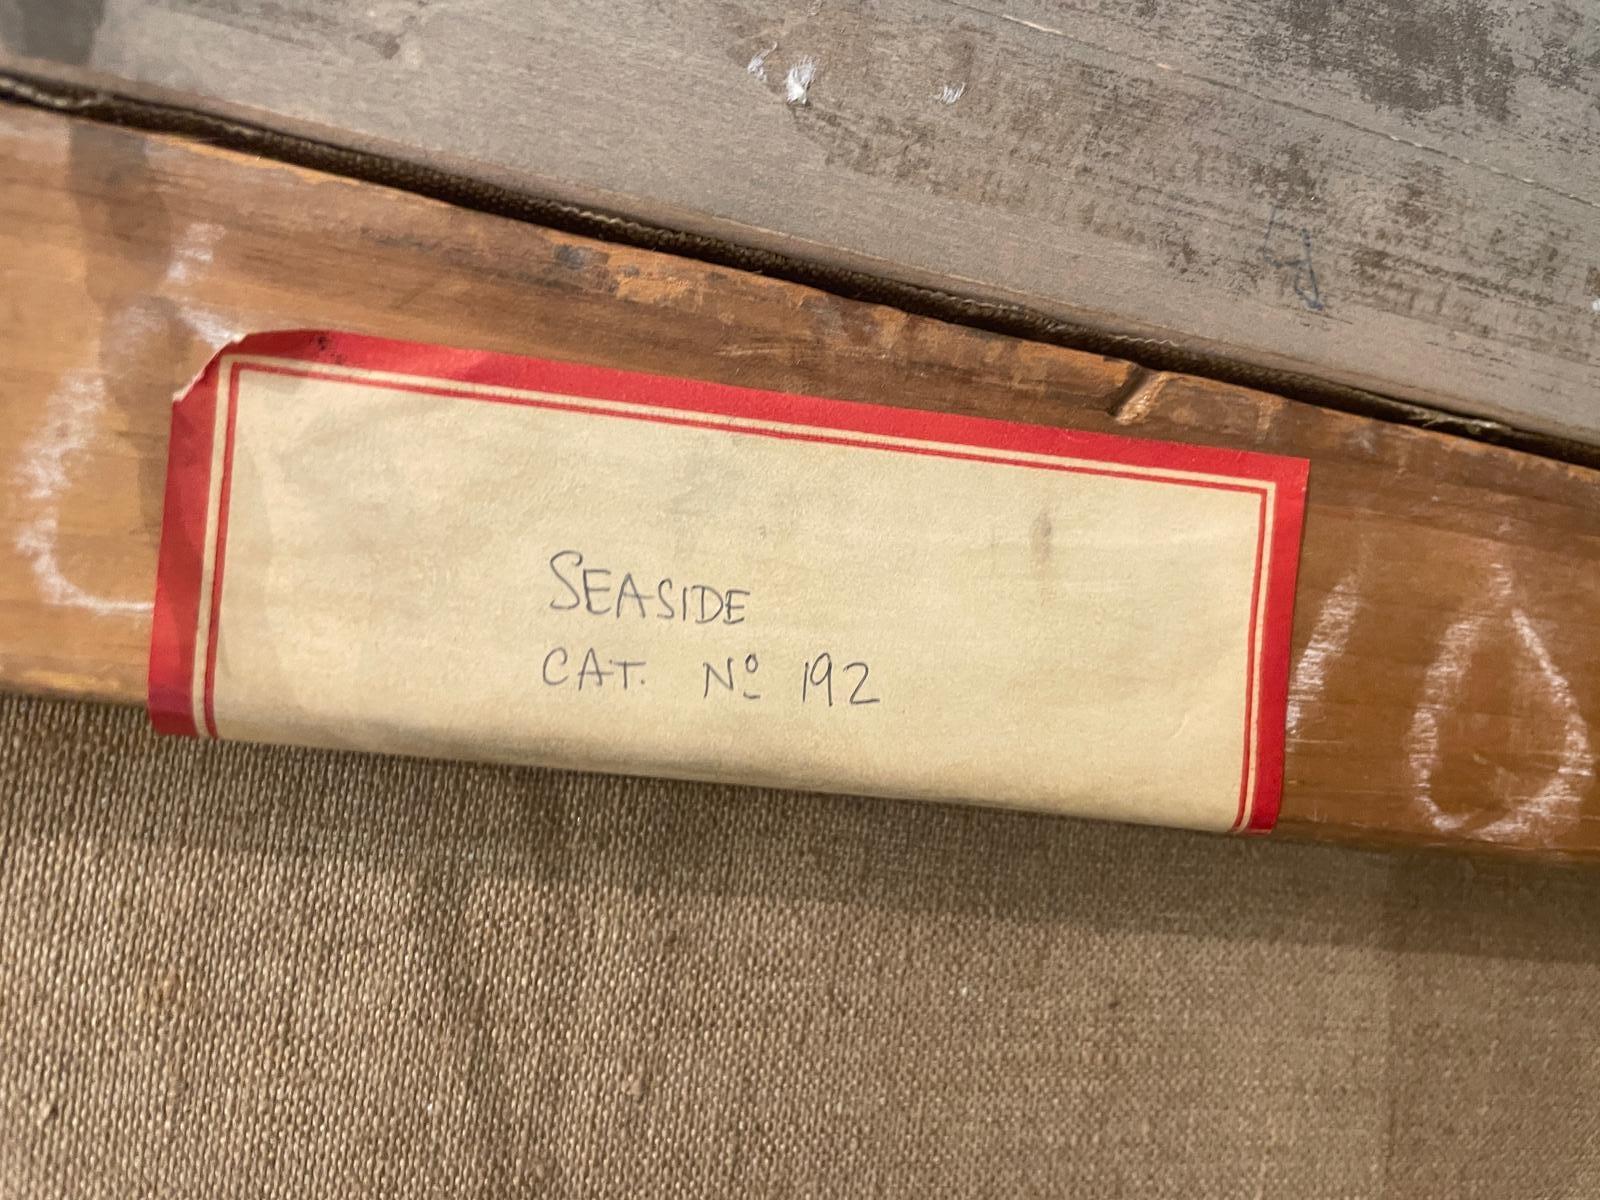 SEASIDE
CAT. Nº 192